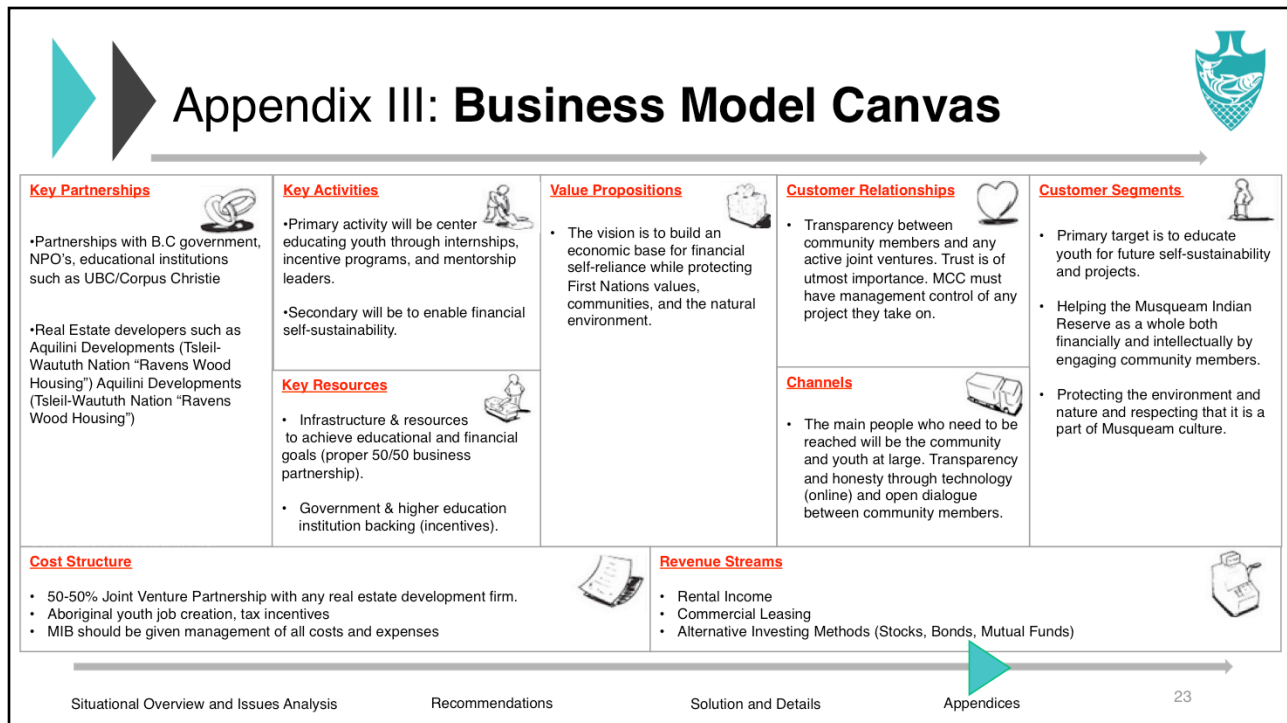 Appendix III: Business Model Canvas
Key Partnerships
•Partnerships with B.C government,
NPO's, educational institutions
such as UBC/Corpus Christie
•Real Estate developers such as
Aquilini Developments (Tsleil-
Waututh Nation “Ravens Wood
Housing”) Aquilini Developments
(Tsleil-Waututh Nation “Ravens
Wood Housing”)
Key Activities
•Primary activity will be center
educating youth through internships,
incentive programs, and mentorship
leaders.
•Secondary will be to enable financial
self-sustainability.
Key Resources
• Infrastructure & resources
to achieve educational and financial
goals (proper 50/50 business
partnership).
• Government & higher education
institution backing (incentives).
Value Propositions
• The vision is to build an
economic base for financial
self-reliance while protecting
First Nations values,
communities, and the natural
environment.
Customer Relationships
• Transparency between
community members and any
active joint ventures. Trust is of
utmost importance. MCC must
have management control of any
project they take on.
Channels
• The main people who need to be
reached will be the community
and youth at large. Transparency
and honesty through technology
(online) and open dialogue
between community members.
Customer Segments
• Primary target is to educate
youth for future self-sustainability
and projects.
• Helping the Musqueam Indian
Reserve as a whole both
financially and intellectually by
engaging community members.
• Protecting the environment and
nature and respecting that it is a
part of Musqueam culture.
Cost Structure
• 50-50% Joint Venture Partnership with any real estate development firm.
• Aboriginal youth job creation, tax incentives
• MIB should be given management of all costs and expenses
Revenue Streams
• Rental Income
• Commercial Leasing
• Alternative Investing Methods (Stocks, Bonds, Mutual Funds)
Situational Overview and Issues Analysis
Recommendations
Solution and Details
Appendices
23